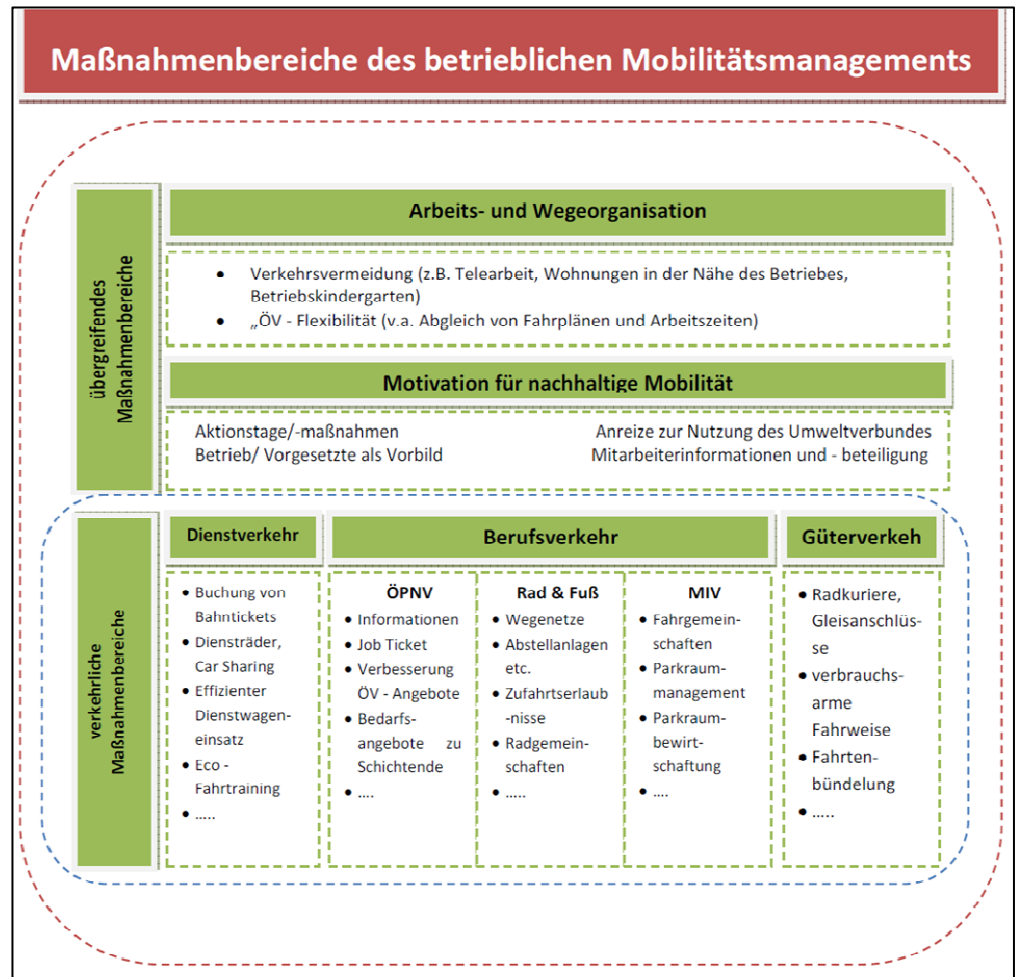 Maßnahmenbereiche des betrieblichen Mobilitätsmanagements
übergreifendes
Maßnahmenbereiche
Arbeits- und Wegeorganisation
• Verkehrsvermeidung (z.B. Telearbeit, Wohnungen in der Nähe des Betriebes,
Betriebskindergarten)
• „ÖV - Flexibilität (v.a. Abgleich von Fahrplänen und Arbeitszeiten)
Motivation für nachhaltige Mobilität
Aktionstage/-maßnahmen
Betrieb/ Vorgesetzte als Vorbild
Anreize zur Nutzung des Umweltverbundes
Mitarbeiterinformationen und - beteiligung
verkehrliche
Maßnahmenbereiche
Dienstverkehr
• Buchung von
Bahntickets
• Diensträder,
Car Sharing
• Effizienter
Dienstwagen-
einsatz
• Eco -
Fahrtraining
• .....
Berufsverkehr
ÖPNV
• Informationen
• Job Ticket
• Verbesserung
ÖV - Angebote
• Bedarfs-
angebote zu
Schichtende
• ....
Rad & Fuß
• Wegenetze
• Abstellanlagen
etc.
• Zufahrtserlaub
-nisse
• Radgemein-
schaften
• .....
MIV
• Fahrgemein-
schaften
• Parkraum-
management
• Parkraum-
bewirt-
schaftung
• ....
Güterverkeh
• Radkuriere,
Gleisanschlüs-
se
• verbrauchs-
arme
Fahrweise
• Fahrten-
bündelung
• .....